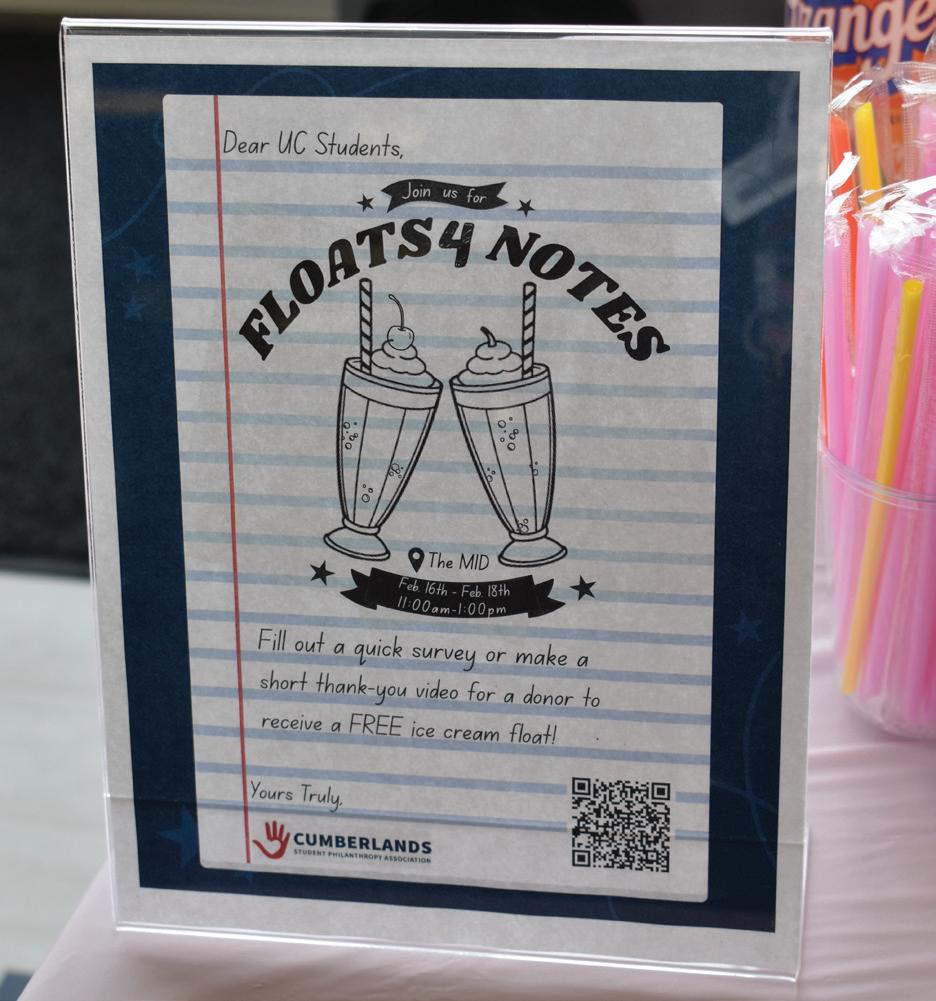 Dear UC Students,
Join us for
FLOATS4 NOTES
The MID
Feb. 16th - Feb. 18th
11:00am-1:00pm
Fill out a quick survey or make a
short thank-you video for a donor to
receive a FREE ice cream float!
Yours Truly,
CUMBERLANDS
STUDENT PHILANTHROPY ASSOCIATION